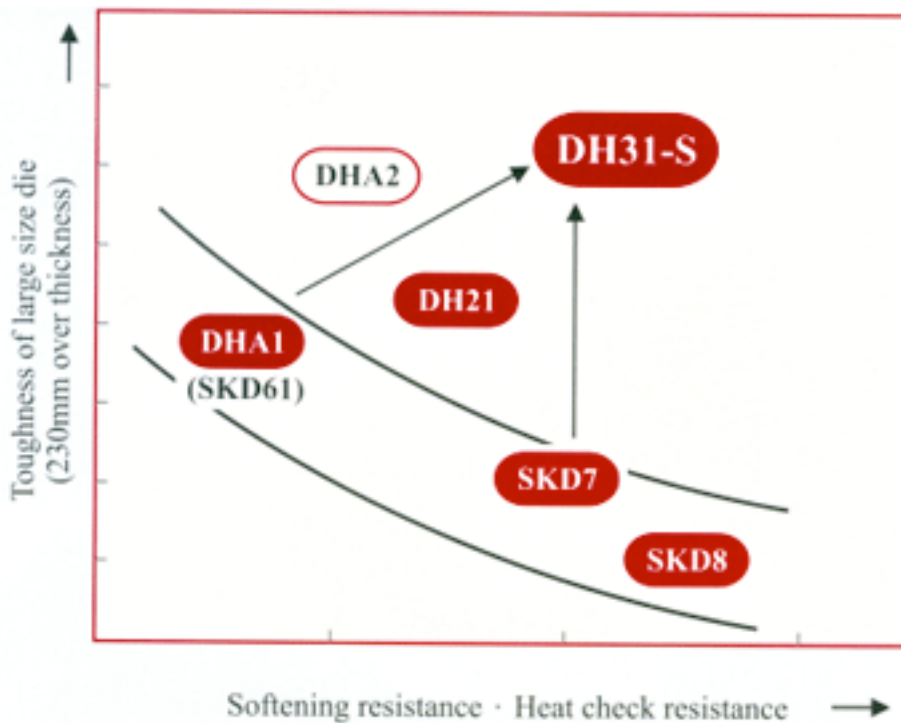 Toughness of large size die
(230mm over thickness)
DH31-S
DHA2
DH21
DHA1
(SKD61)
SKD7
SKD8
Softening resistance · Heat check resistance